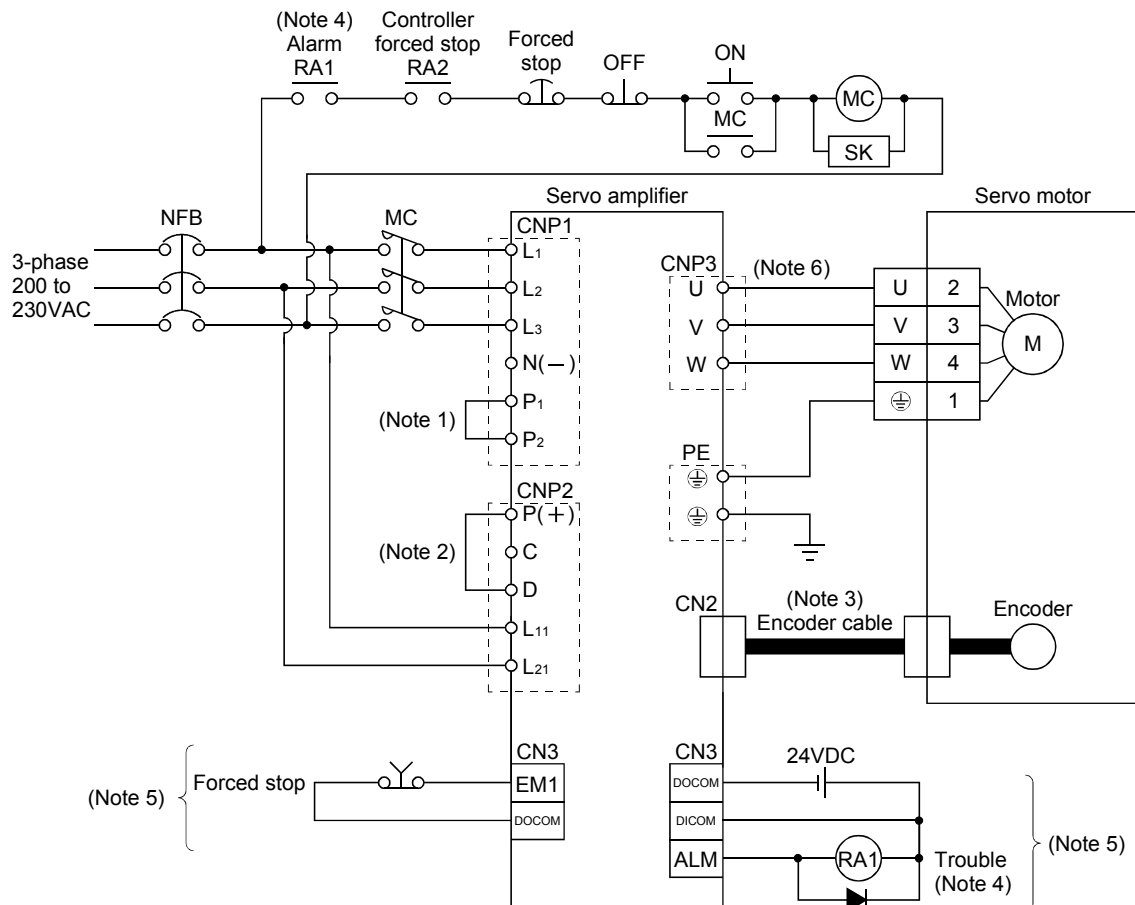 (Note 4)
Alarm
RA1
Controller
forced stop
RA2
Forced
stop
OFF
ON
MC
MC
SK
Servo amplifier
Servo motor
NFB
MC
3-phase
200 to
230VAC
CNP1
L1
L2
L3
N(−)
P1
P2
(Note 1)
CNP2
P(+)
C
D
L11
L21
(Note 2)
CNP3
U
V
W
(Note 6)
U 2
V 3
W 4
1
Motor
M
PE
CN2
(Note 3)
Encoder cable
Encoder
(Note 5)
Forced stop
CN3
EM1
DOCOM
CN3
DOCOM
DICOM
ALM
24VDC
RA1
Trouble
(Note 4)
(Note 5)